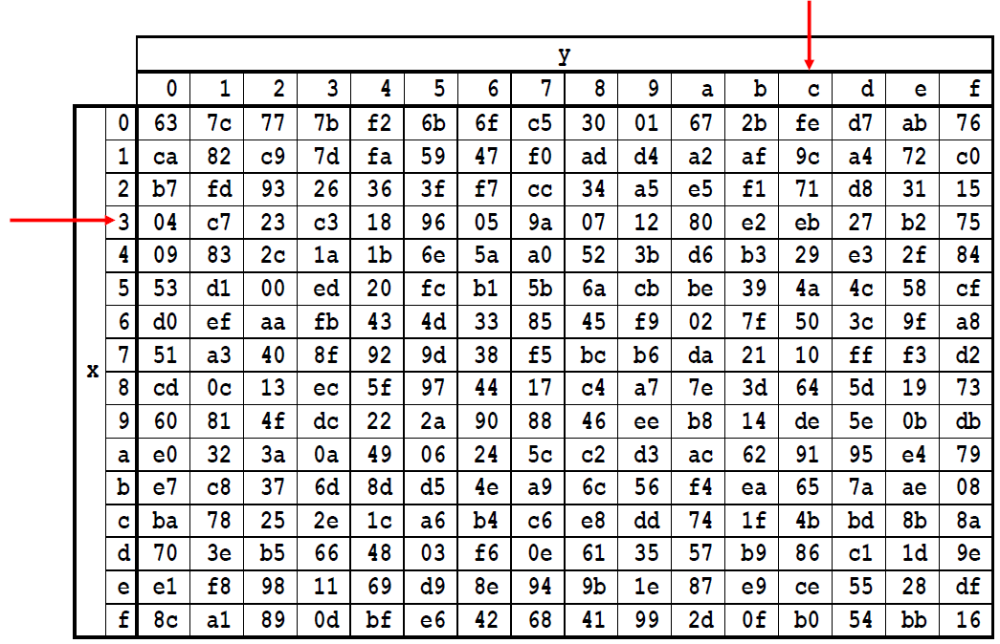 y
0 1 2 3 4 5 6 7 8 9 a b c d e f
0 63 7c 77 7b f2 6b 6f c5 30 01 67 2b fe d7 ab 76
1 ca 82 c9 7d fa 59 47 f0 ad d4 a2 af 9c a4 72 c0
2 b7 fd 93 26 36 3f f7 cc 34 a5 e5 f1 71 d8 31 15
3 04 c7 23 c3 18 96 05 9a 07 12 80 e2 eb 27 b2 75
4 09 83 2c 1a 1b 6e 5a a0 52 3b d6 b3 29 e3 2f 84
5 53 d1 00 ed 20 fc b1 5b 6a cb be 39 4a 4c 58 cf
6 d0 ef aa fb 43 4d 33 85 45 f9 02 7f 50 3c 9f a8
7 51 a3 40 8f 92 9d 38 f5 bc b6 da 21 10 ff f3 d2
x
8 cd 0c 13 ec 5f 97 44 17 c4 a7 7e 3d 64 5d 19 73
9 60 81 4f dc 22 2a 90 88 46 ee b8 14 de 5e 0b db
a e0 32 3a 0a 49 06 24 5c c2 d3 ac 62 91 95 e4 79
b e7 c8 37 6d 8d d5 4e a9 6c 56 f4 ea 65 7a ae 08
c ba 78 25 2e 1c a6 b4 c6 e8 dd 74 1f 4b bd 8b 8a
d 70 3e b5 66 48 03 f6 0e 61 35 57 b9 86 c1 1d 9e
e e1 f8 98 11 69 d9 8e 94 9b 1e 87 e9 ce 55 28 df
f 8c a1 89 0d bf e6 42 68 41 99 2d 0f b0 54 bb 16